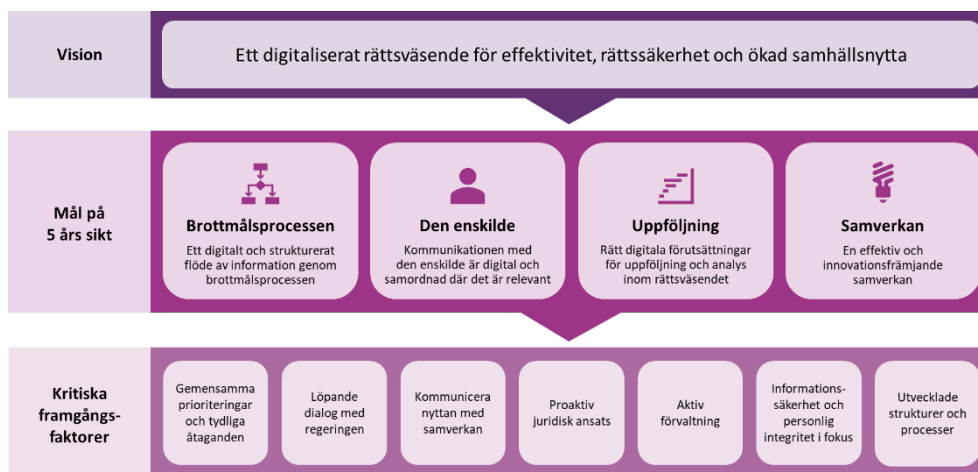 Vision
Ett digitaliserat rättsväsende för effektivitet, rättssäkerhet och ökad samhällsnytta
Mål på
5 års sikt
Brottmålsprocessen
Ett digitalt och strukturerat
flöde av information genom
brottmålsprocessen
Den enskilde
Kommunikationen med
den enskilde är digital och
samordnad där det är relevant
Uppföljning
Rätt digitala förutsättningar
för uppföljning och analys
inom rättsväsendet
Samverkan
En effektiv och
innovationsfrämjande
samverkan
Kritiska
framgångs-
faktorer
Gemensamma
prioriteringar
och tydliga
åtaganden
Löpande
dialog med
regeringen
Kommunicera
nyttan med
samverkan
Proaktiv
juridisk ansats
Aktiv
förvaltning
Informations-
säkerhet och
personlig
integritet i fokus
Utvecklade
strukturer och
processer